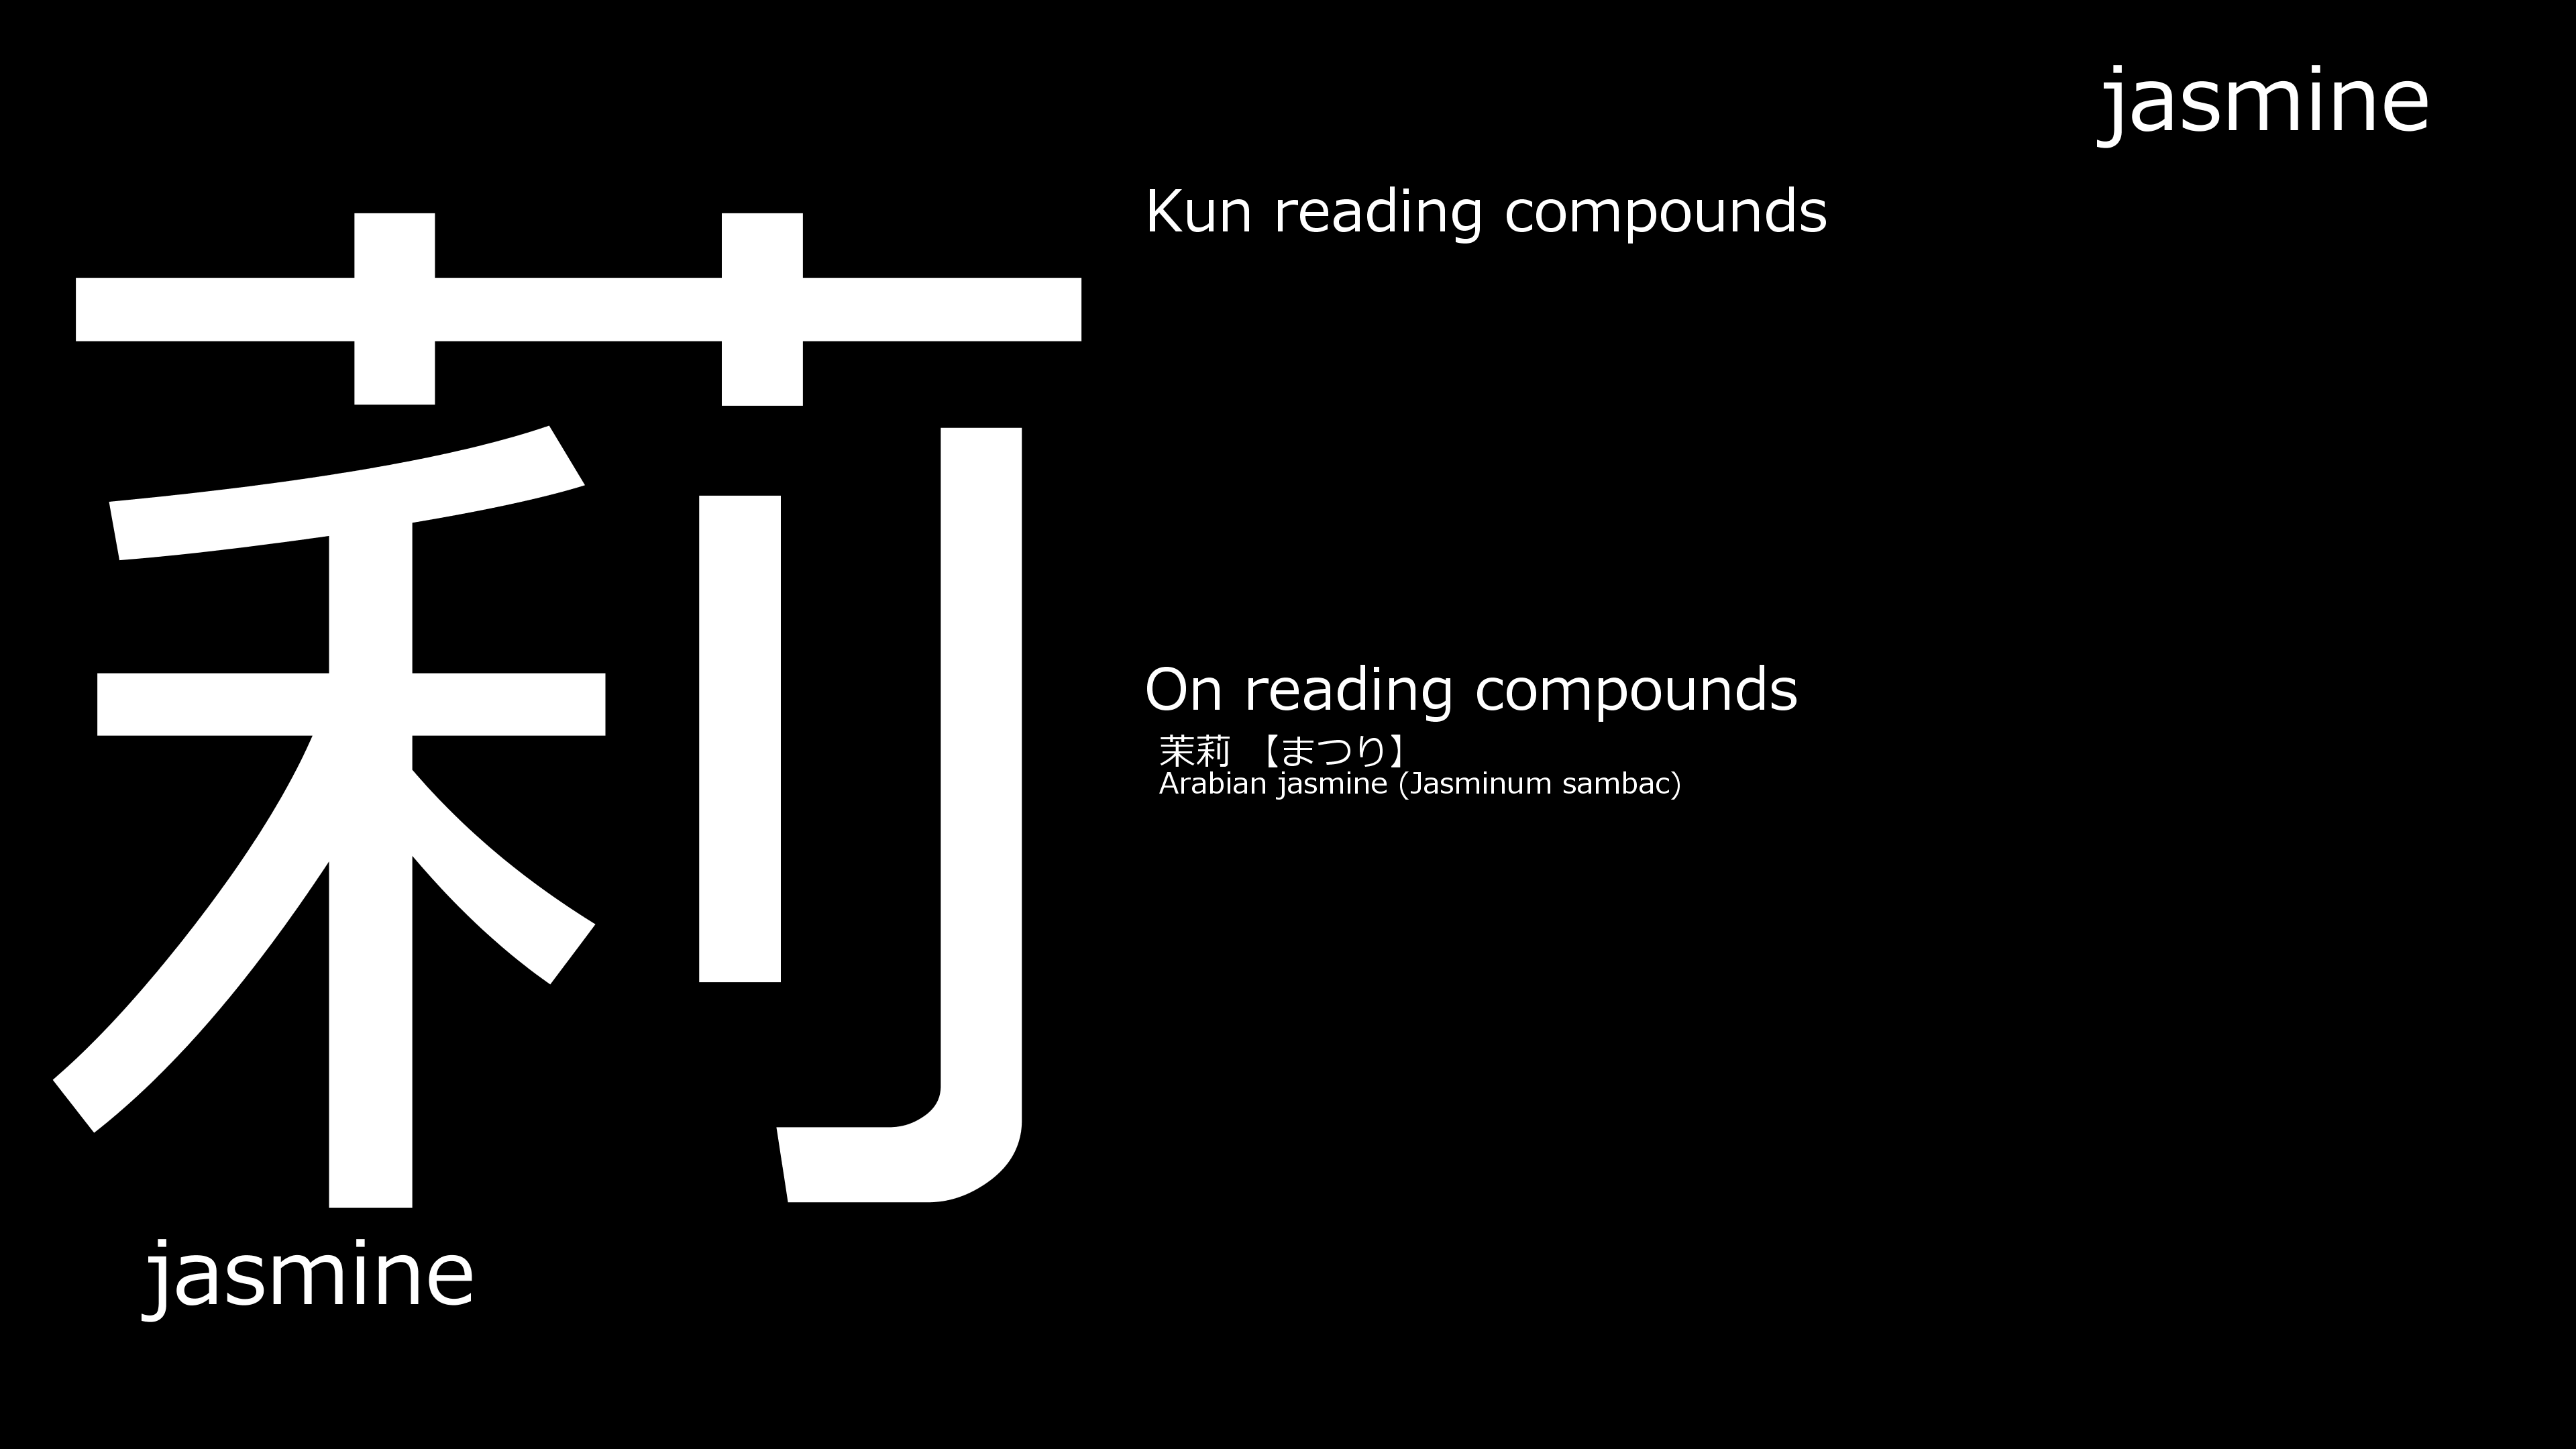 jasmine
莉
Kun reading compounds
On reading compounds
茉莉 【まつり】
Arabian jasmine (Jasminum sambac)
jasmine